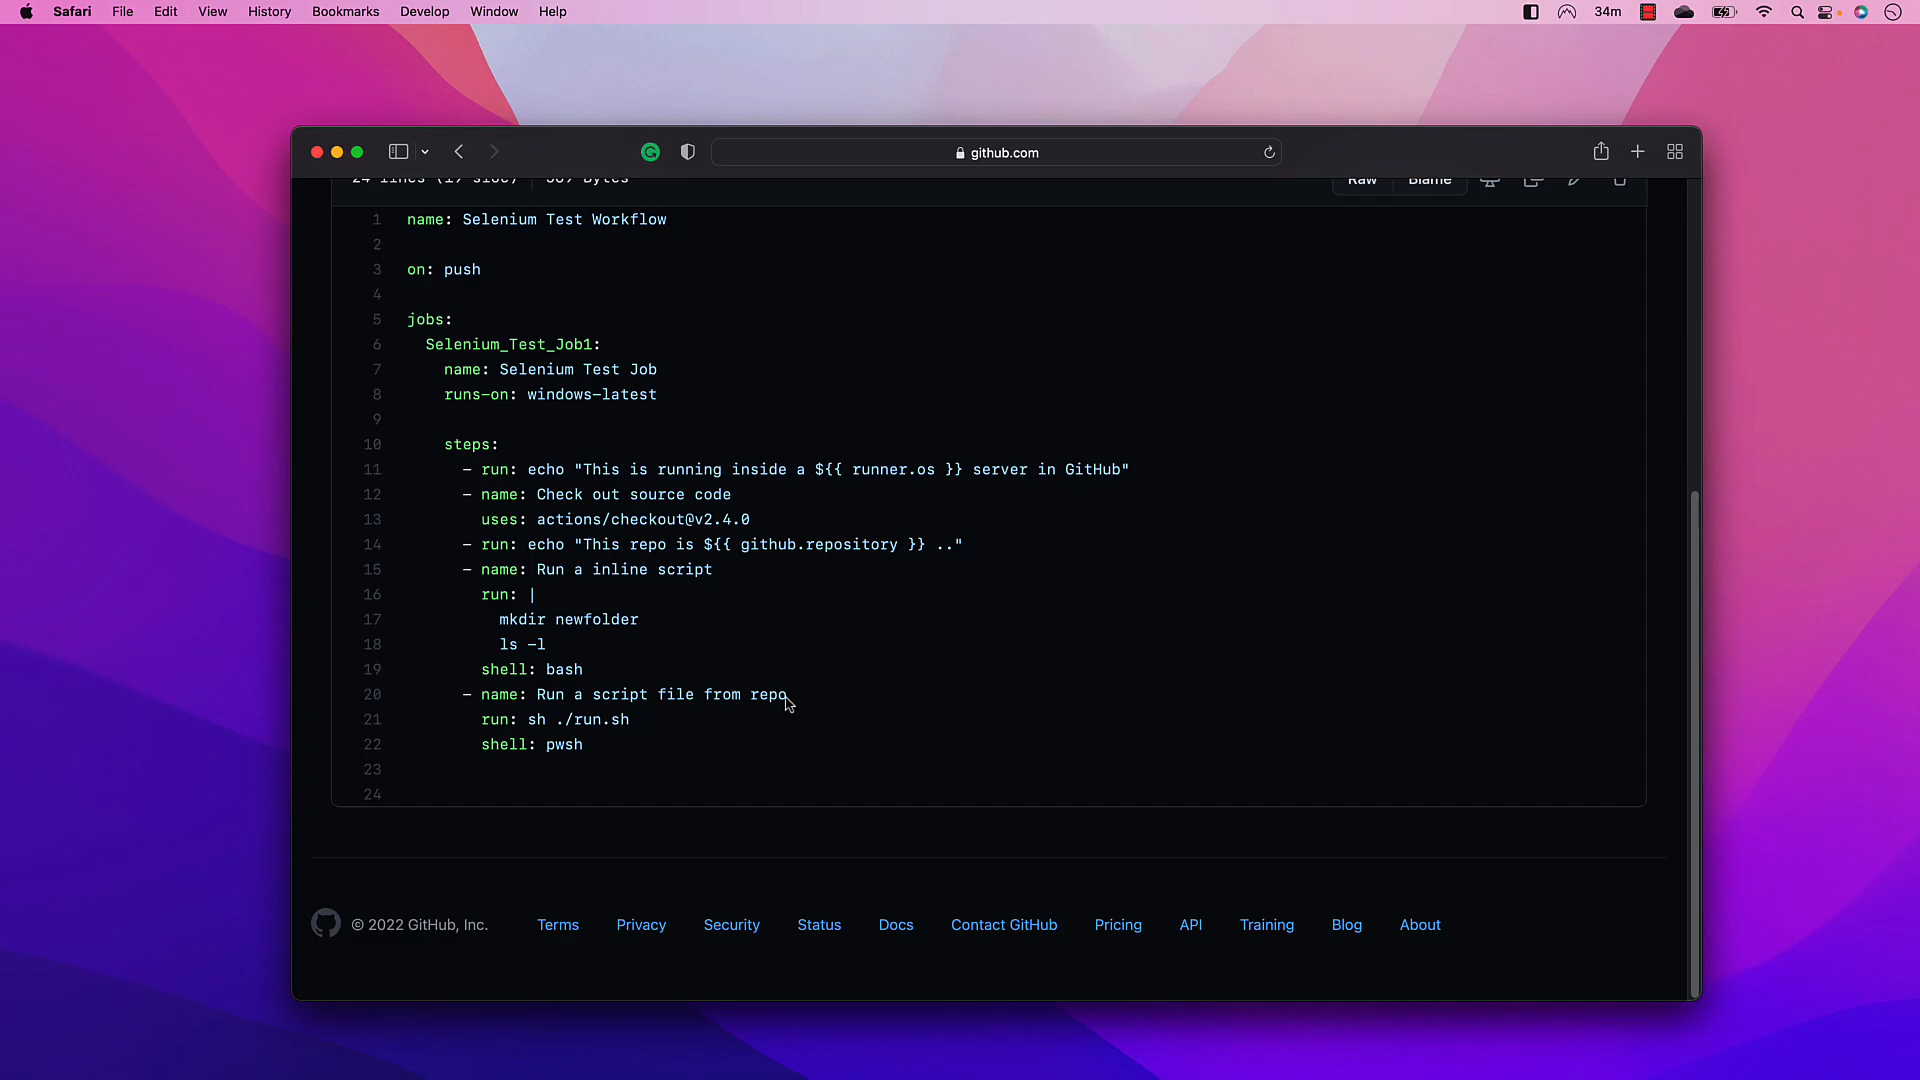 Safari File Edit View History Bookmarks Develop Window Help 34m
github.com
24 lines (19 sloc) 509 Bytes Raw Blame
1 name: Selenium Test Workflow
2
3 on: push
4
5 jobs:
6 Selenium_Test_Job1:
7 name: Selenium Test Job
8 runs-on: windows-latest
9
10 steps:
11 - run: echo "This is running inside a ${{ runner.os }} server in GitHub"
12 - name: Check out source code
13 uses: actions/checkout@v2.4.0
14 - run: echo "This repo is ${{ github.repository }} .."
15 - name: Run a inline script
16 run: |
17 mkdir newfolder
18 ls -l
19 shell: bash
20 - name: Run a script file from repo
21 run: sh ./run.sh
22 shell: pwsh
23
24
© 2022 GitHub, Inc. Terms Privacy Security Status Docs Contact GitHub Pricing API Training Blog About